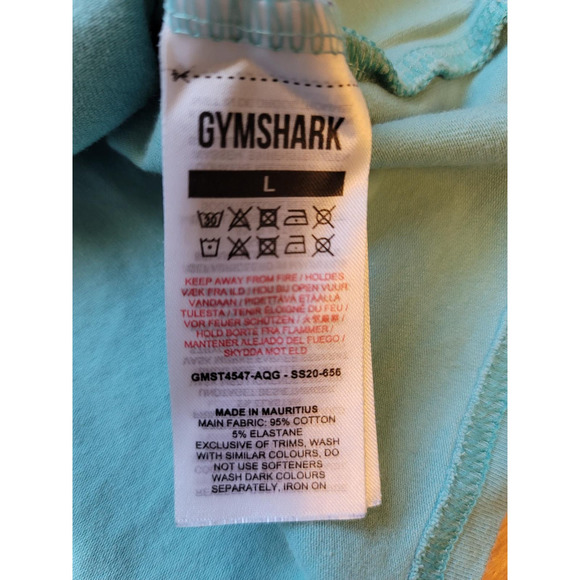 GYMSHARK
L
30
KEEP AWAY FROM FIRE / HOLDES
VÆK FRA ILD / HOU BIJ OPEN VUUR
VANDAAN / PIDETTÄVÄ ETÄÄLLÄ
TULESTA / TENIR ÉLOIGNÉ DU FEU /
VOR FEUER SCHÜTZEN / 火気厳禁 /
HOLD BORTE FRA FLAMMER /
MANTENER ALEJADO DEL FUEGO /
SKYDDA MOT ELD
GMST4547-AQG - SS20-656
MADE IN MAURITIUS
MAIN FABRIC: 95% COTTON
5% ELASTANE
EXCLUSIVE OF TRIMS, WASH
WITH SIMILAR COLOURS, DO
NOT USE SOFTENERS
WASH DARK COLOURS
SEPARATELY, IRON ON